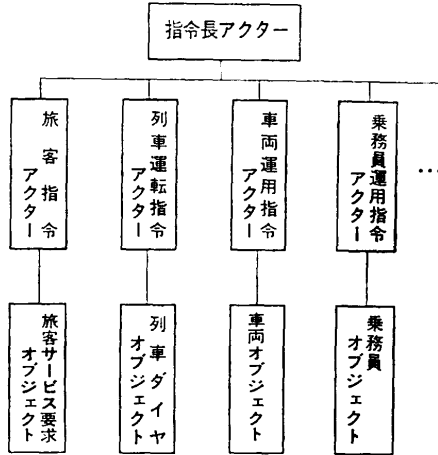 指令長アクター
旅客指令
アクター
列車運転指令
アクター
車両運用指令
アクター
乗務員運用指令
アクター
…
旅客サービス要求
オブジェクト
列車ダイヤ
オブジェクト
車両オブジェクト
乗務員
オブジェクト